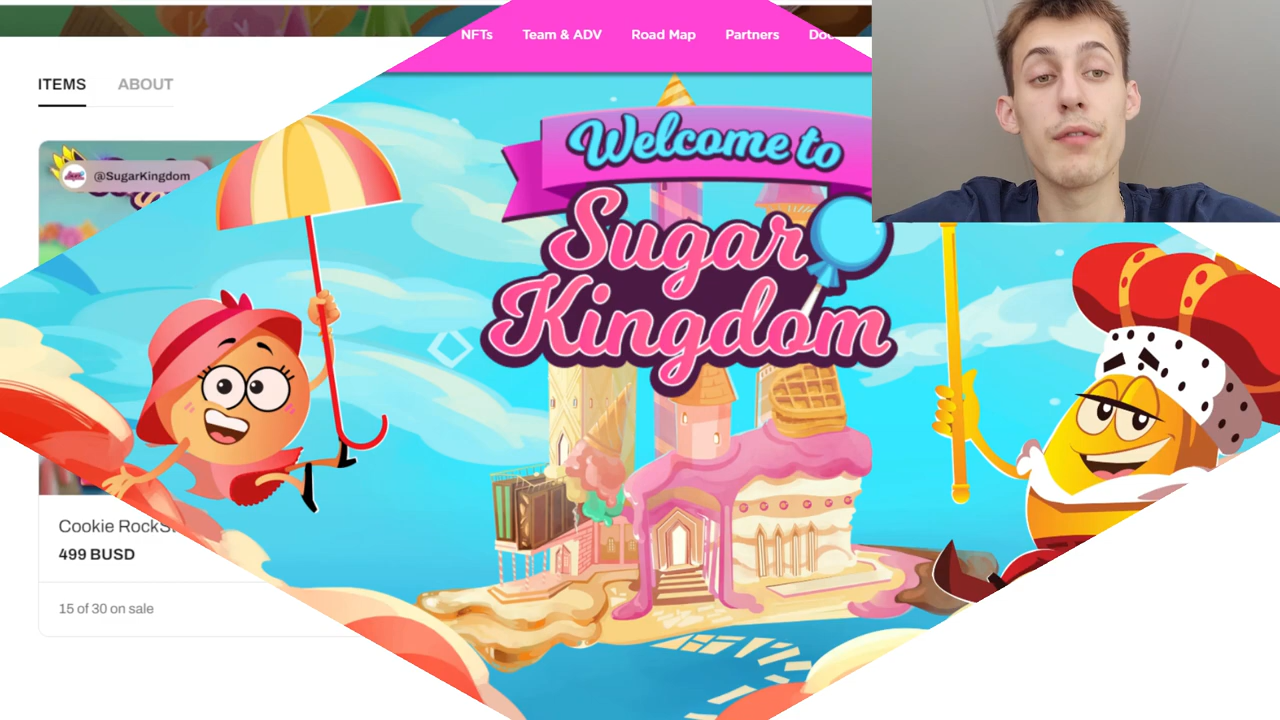 NFTs Team & ADV Road Map Partners
ITEMS ABOUT
@SugarKingdom
Welcome to
Sugar
Kingdom
Cookie
499 BUSD
15 of 30 on sale